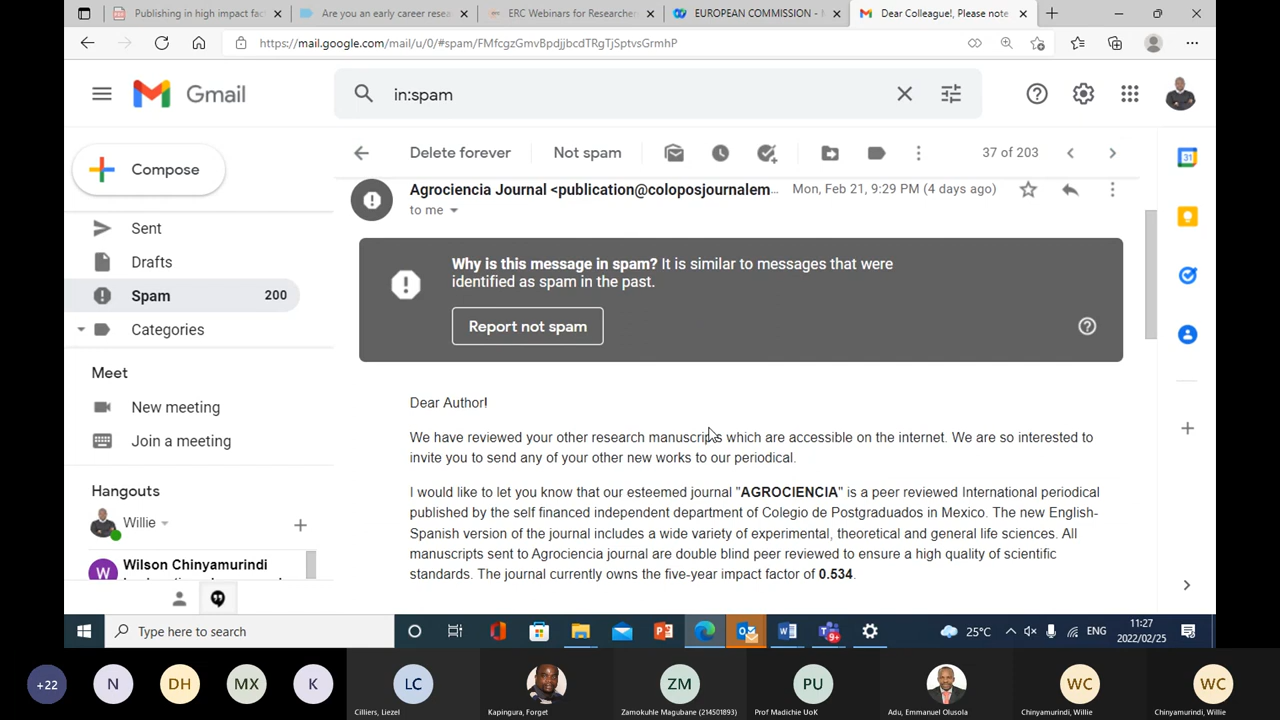 Publishing in high impact fac
Are you an early career resea
ERC Webinars for Researchers
EUROPEAN COMMISSION -
Dear Colleague!, Please note
https://mail.google.com/mail/u/0/#spam/FMfcgzGmvBpdjjbcdTRgTjSptvsGrmhP
Gmail
in:spam
Compose
Delete forever
Not spam
37 of 203
Sent
Drafts
Spam 200
Categories
Meet
New meeting
Join a meeting
Hangouts
Willie
Wilson Chinyamurindi
Agrociencia Journal <publication@coloposjournalem...
Mon, Feb 21, 9:29 PM (4 days ago)
to me
Why is this message in spam? It is similar to messages that were
identified as spam in the past.
Report not spam
Dear Author!
We have reviewed your other research manuscripts which are accessible on the internet. We are so interested to
invite you to send any of your other new works to our periodical.
I would like to let you know that our esteemed journal "AGROCIENCIA" is a peer reviewed International periodical
published by the self financed independent department of Colegio de Postgraduados in Mexico. The new English-
Spanish version of the journal includes a wide variety of experimental, theoretical and general life sciences. All
manuscripts sent to Agrociencia journal are double blind peer reviewed to ensure a high quality of scientific
standards. The journal currently owns the five-year impact factor of 0.534.
31
Type here to search
9+
25°C
ENG
11:27
2022/02/25
+22
N
DH
MX
K
LC
Cilliers, Liezel
Kapingura, Forget
ZM
Zamokuhle Magubane (214501893)
PU
Prof Madichie UoK
Adu, Emmanuel Olusola
WC
Chinyamurindi, Willie
WC
Chinyamurindi, Willie